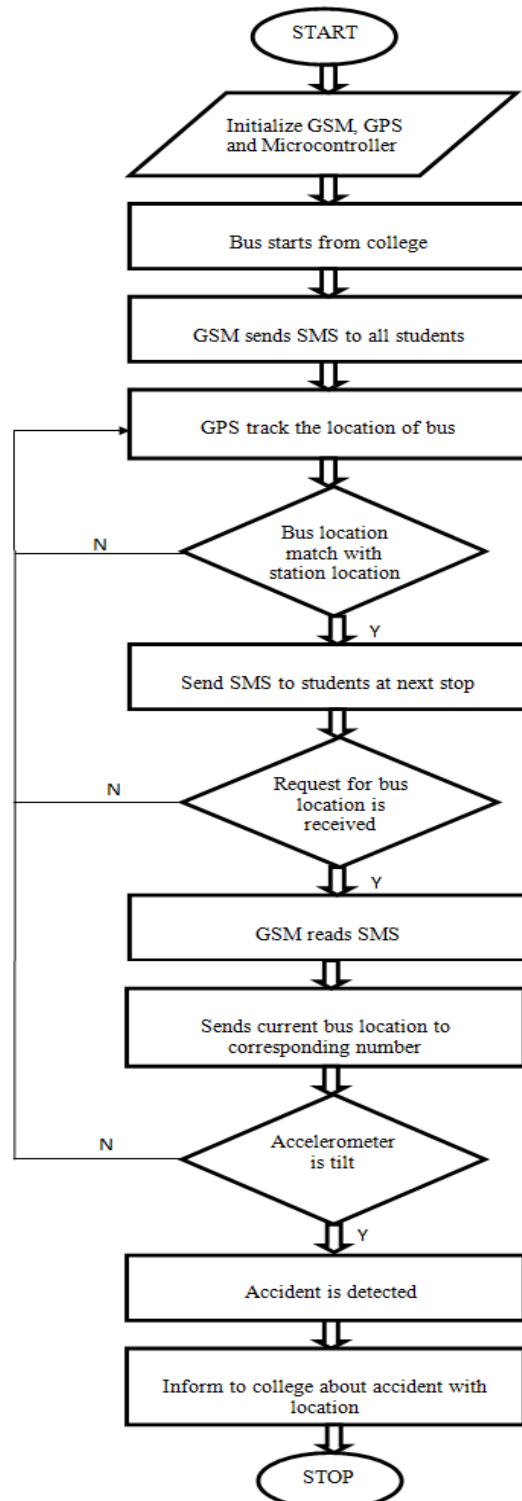 START
Initialize GSM, GPS
and Microcontroller
Bus starts from college
GSM sends SMS to all students
GPS track the location of bus
Bus location
match with
station location
N
Y
Send SMS to students at next stop
Request for bus
location is
received
N
Y
GSM reads SMS
Sends current bus location to
corresponding number
Accelerometer
is tilt
N
Y
Accident is detected
Inform to college about accident with
location
STOP